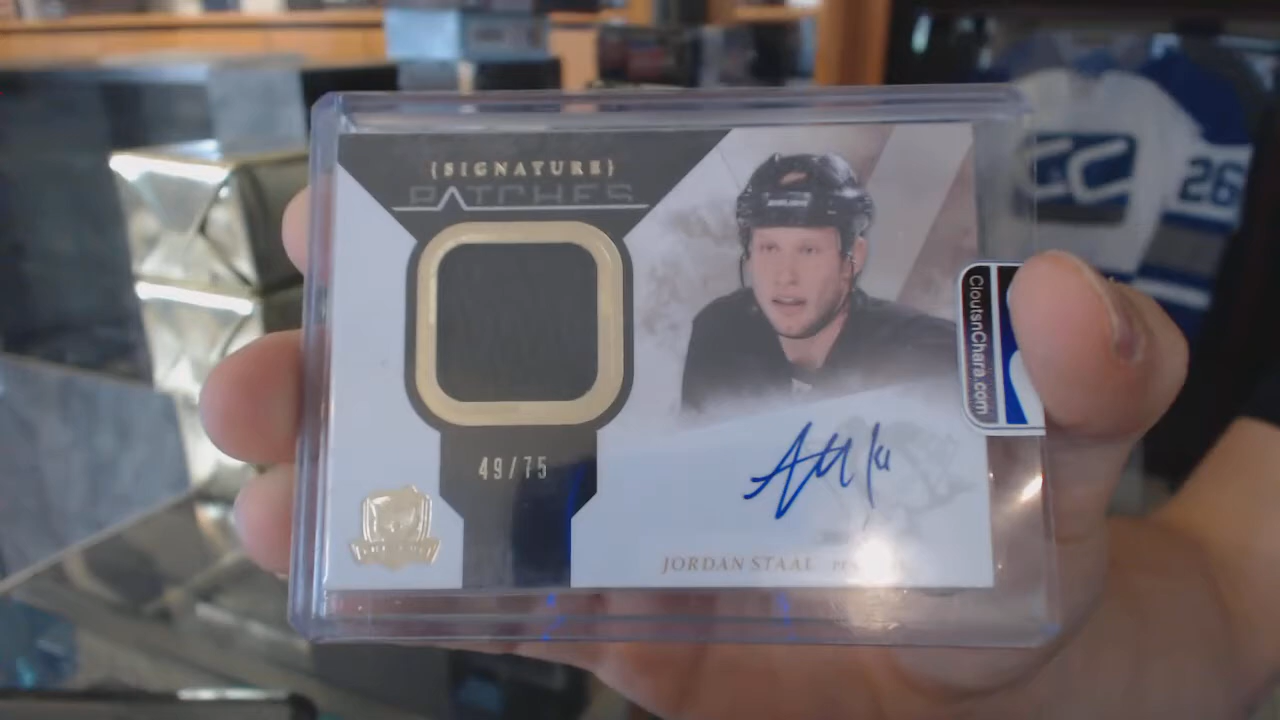 {SIGNATURE}
PATCHES
49/75
JORDAN STAAL
CloutsnChara.com
26